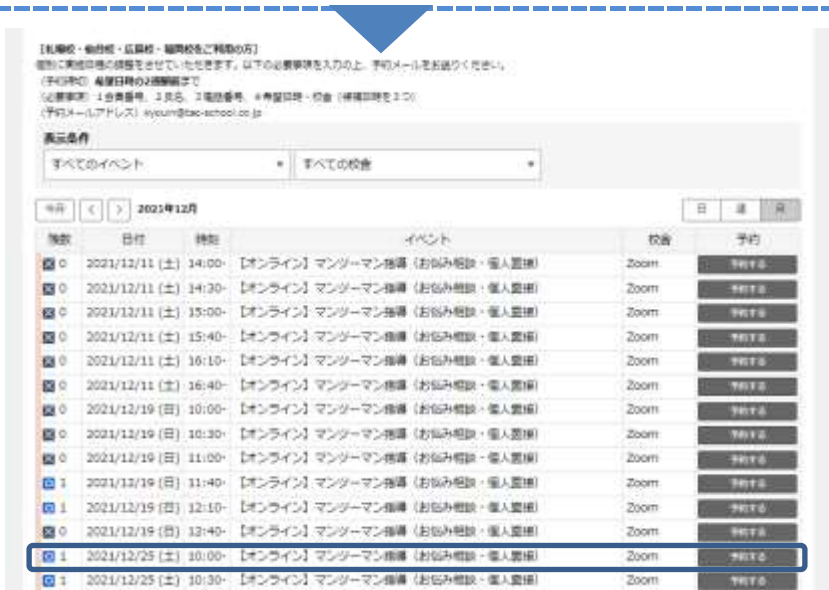 【札幌校・仙台校・広島校・福岡校をご利用の方】
個別に実施日程の調整をさせていただきます。以下の必要事項を入力の上、予約メールをお送りください。
(予約締切) 希望日時の2週間前まで
(必要事項) 1会員番号、2氏名、3電話番号、4希望日時・校舎 (候補日時を3つ)
(予約メールアドレス)
表示条件
すべてのイベント すべての校舎
今日 < > 2021年12月 日 週 月
残数 日付 時刻 イベント 校舎 予約
0 2021/12/11 (土) 14:00- 【オンライン】マンツーマン指導（お悩み相談・個人面接） Zoom 予約する
0 2021/12/11 (土) 14:30- 【オンライン】マンツーマン指導（お悩み相談・個人面接） Zoom 予約する
0 2021/12/11 (土) 15:00- 【オンライン】マンツーマン指導（お悩み相談・個人面接） Zoom 予約する
0 2021/12/11 (土) 15:40- 【オンライン】マンツーマン指導（お悩み相談・個人面接） Zoom 予約する
0 2021/12/11 (土) 16:10- 【オンライン】マンツーマン指導（お悩み相談・個人面接） Zoom 予約する
0 2021/12/11 (土) 16:40- 【オンライン】マンツーマン指導（お悩み相談・個人面接） Zoom 予約する
0 2021/12/19 (日) 10:00- 【オンライン】マンツーマン指導（お悩み相談・個人面接） Zoom 予約する
0 2021/12/19 (日) 10:30- 【オンライン】マンツーマン指導（お悩み相談・個人面接） Zoom 予約する
0 2021/12/19 (日) 11:00- 【オンライン】マンツーマン指導（お悩み相談・個人面接） Zoom 予約する
1 2021/12/19 (日) 11:40- 【オンライン】マンツーマン指導（お悩み相談・個人面接） Zoom 予約する
1 2021/12/19 (日) 12:10- 【オンライン】マンツーマン指導（お悩み相談・個人面接） Zoom 予約する
0 2021/12/19 (日) 12:40- 【オンライン】マンツーマン指導（お悩み相談・個人面接） Zoom 予約する
1 2021/12/25 (土) 10:00- 【オンライン】マンツーマン指導（お悩み相談・個人面接） Zoom 予約する
1 2021/12/25 (土) 10:30- 【オンライン】マンツーマン指導（お悩み相談・個人面接） Zoom 予約する